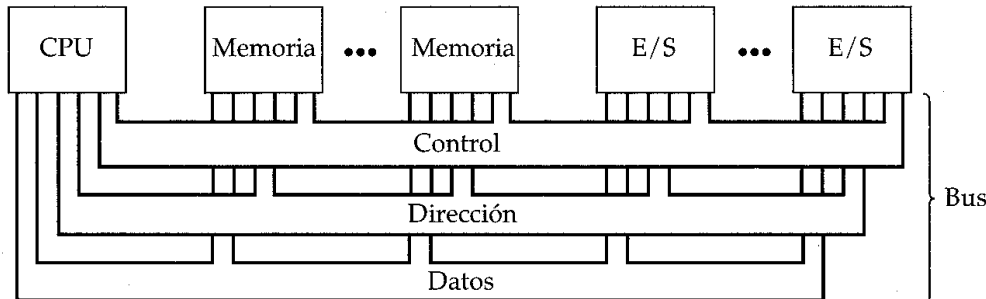 CPU
Memoria
•••
Memoria
E/S
•••
E/S
Control
Dirección
Bus
Datos